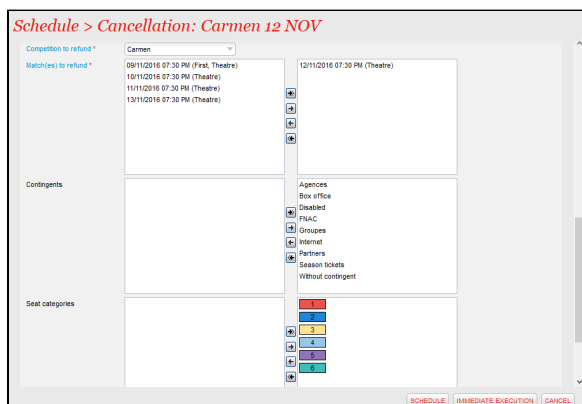 Schedule > Cancellation: Carmen 12 NOV
Competition to refund * Carmen
Match(es) to refund *
09/11/2016 07:30 PM (First, Theatre)
10/11/2016 07:30 PM (Theatre)
11/11/2016 07:30 PM (Theatre)
13/11/2016 07:30 PM (Theatre)
12/11/2016 07:30 PM (Theatre)
Contingents
Agences
Box office
Disabled
FNAC
Groupes
Internet
Partners
Season tickets
Without contingent
Seat categories
1
2
3
4
5
6
SCHEDULE IMMEDIATE EXECUTION CANCEL